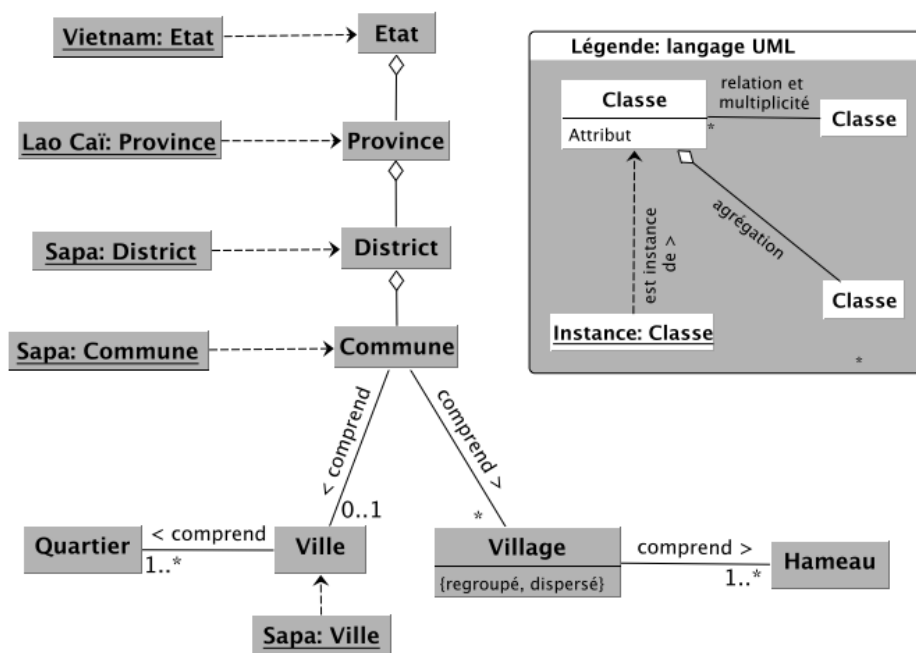 Vietnam: Etat
Etat
Légende: langage UML
Classe
Attribut
relation et
multiplicité
*
Classe
Lao Caï: Province
Province
agrégation
est instance
de >
Sapa: District
District
Classe
Instance: Classe
*
Sapa: Commune
Commune
< comprend
comprend >
0..1
*
Quartier
< comprend
1..*
Ville
Village
{regroupé, dispersé}
comprend >
1..*
Hameau
Sapa: Ville